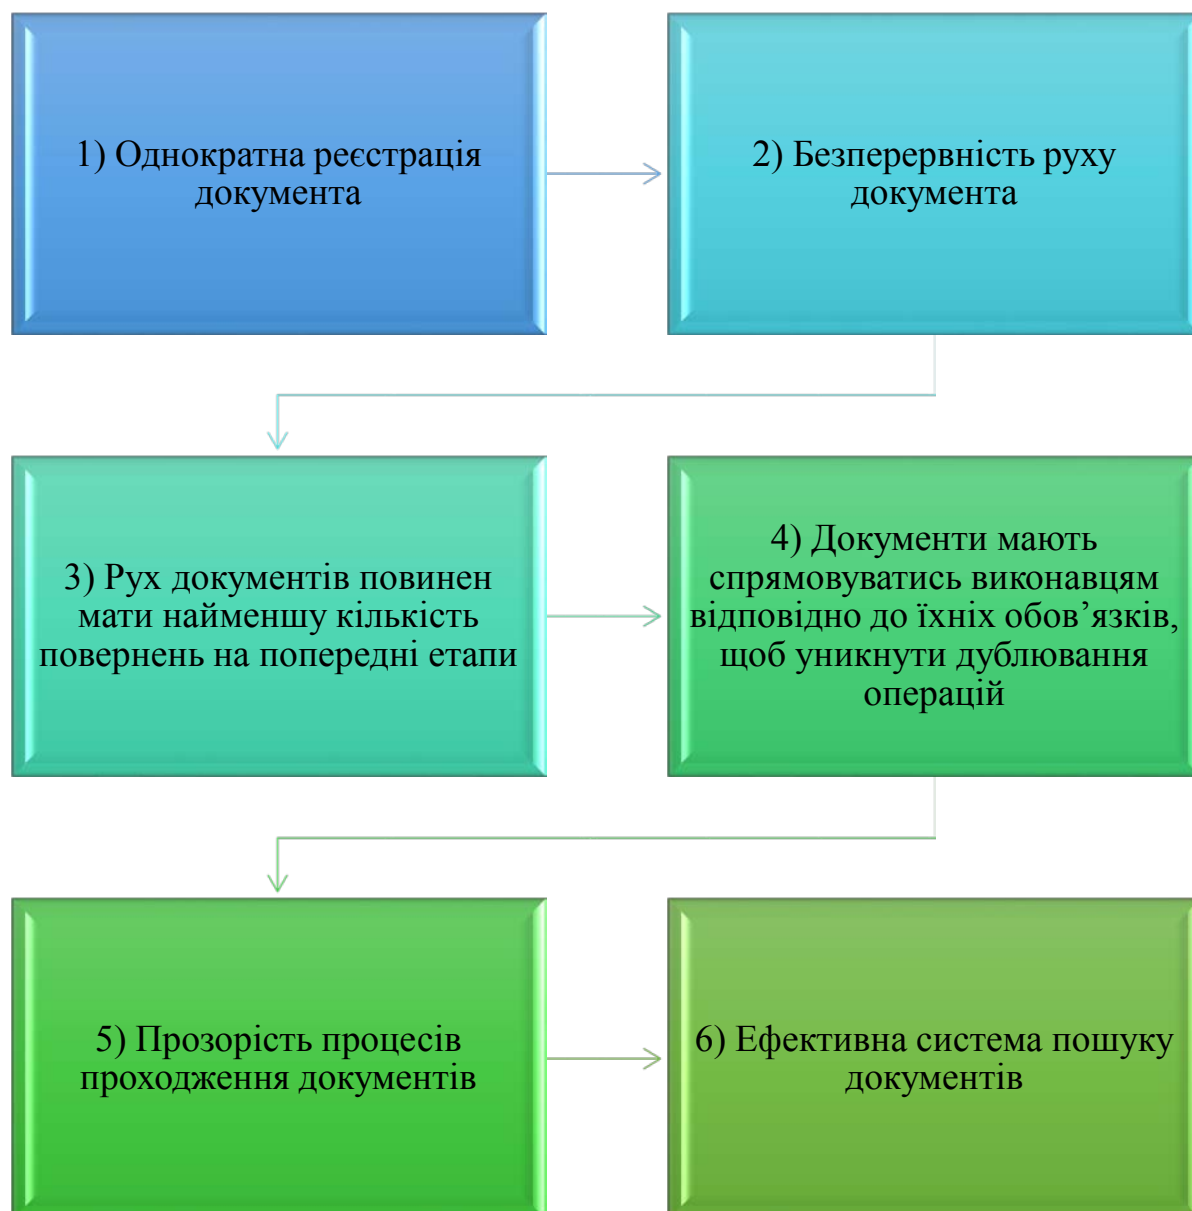 1) Однократна реєстрація
документа
2) Безперервність руху
документа
3) Рух документів повинен
мати найменшу кількість
повернень на попередні етапи
4) Документи мають
спрямовуватись виконавцям
відповідно до їхніх обов’язків,
щоб уникнути дублювання
операцій
5) Прозорість процесів
проходження документів
6) Ефективна система пошуку
документів